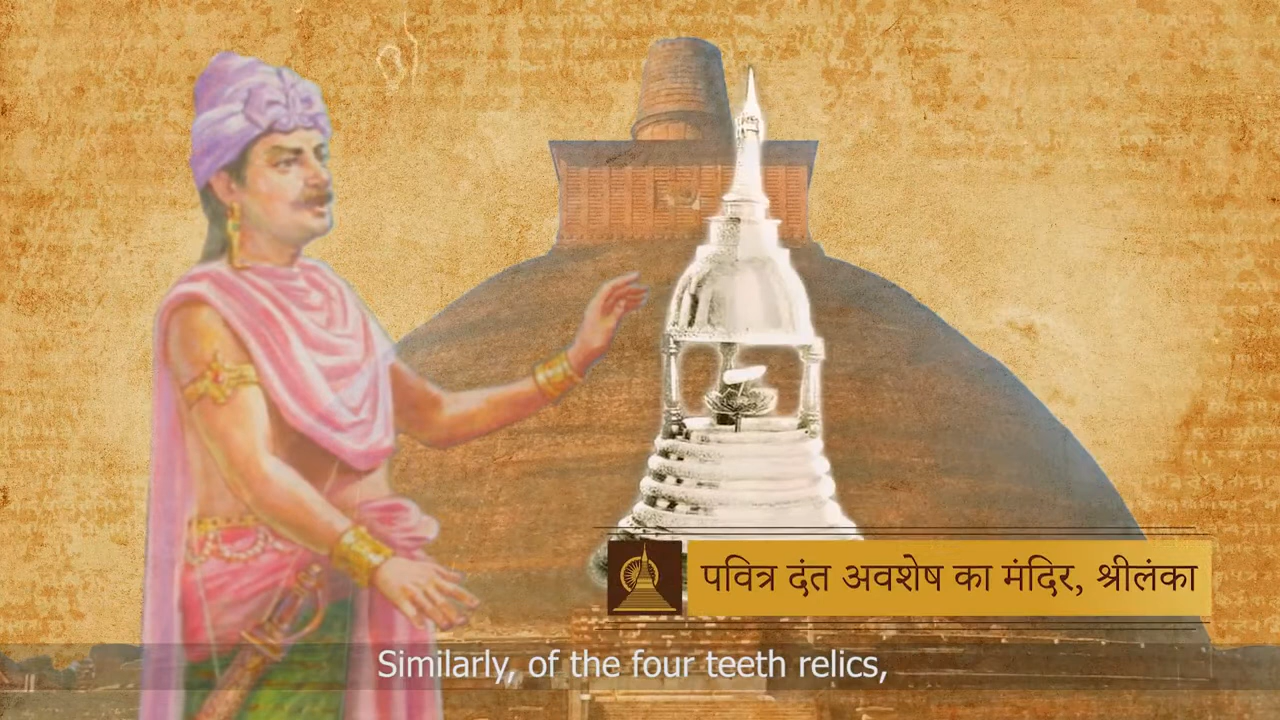 पवित्र दंत अवशेष का मंदिर, श्रीलंका
Similarly, of the four teeth relics,